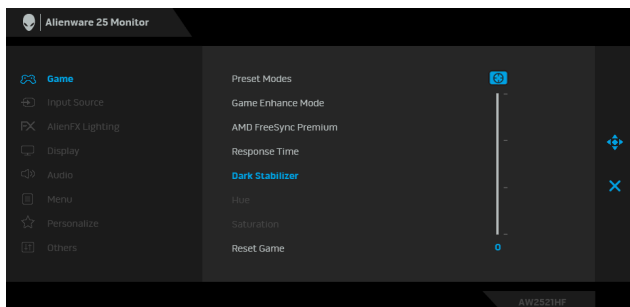 Alienware 25 Monitor
Game
Input Source
AlienFX Lighting
Display
Audio
Menu
Personalize
Others
Preset Modes
Game Enhance Mode
AMD FreeSync Premium
Response Time
Dark Stabilizer
Hue
Saturation
Reset Game
0
AW2521HF